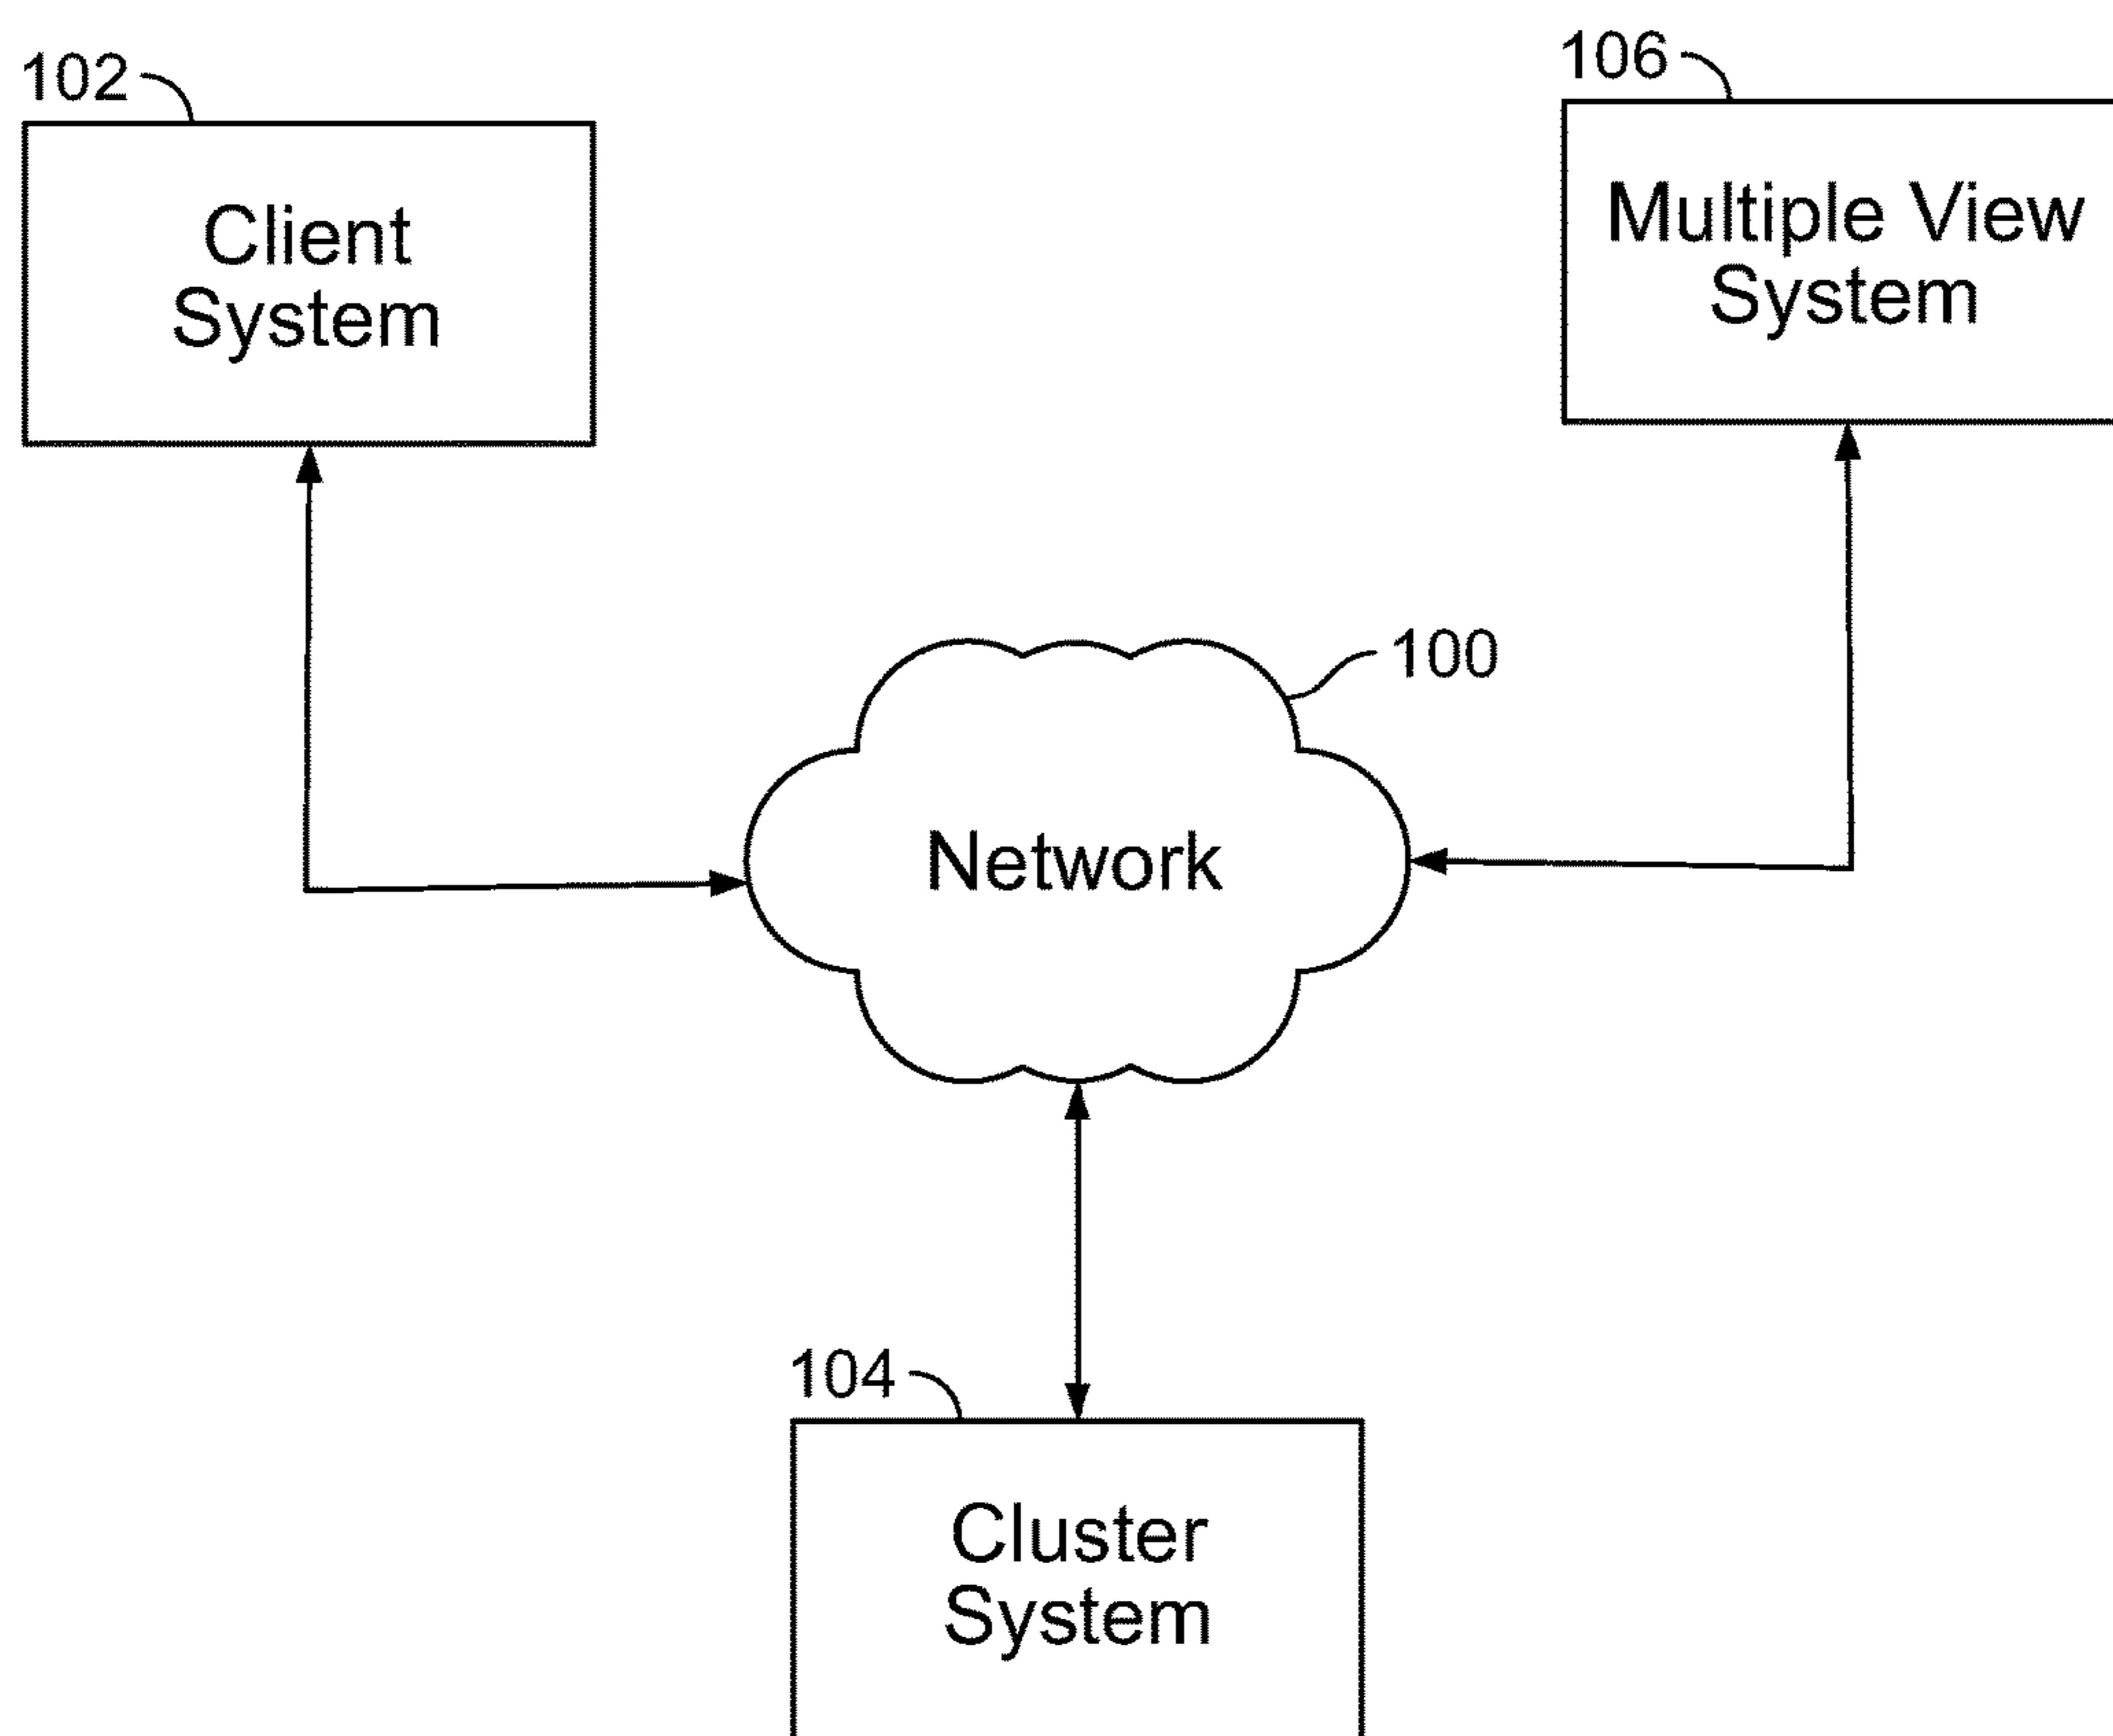 102
Client
System
106
Multiple View
System
100
Network
104
Cluster
System